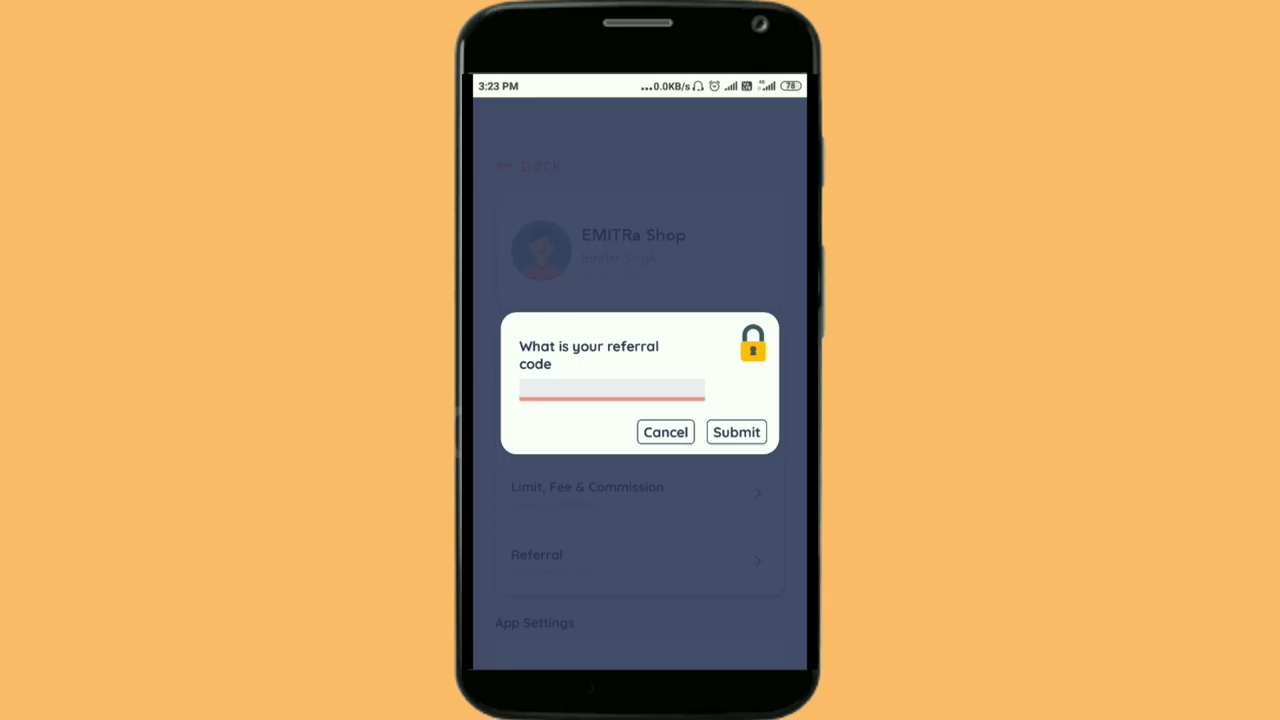 3:23 PM
...0.0KB/s
78
back
EMITRa Shop
What is your referral
code
Cancel
Submit
Limit, Fee & Commission
Referral
App Settings